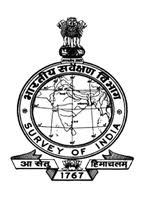 भारतीय सर्वेक्षण विभाग
SURVEY OF INDIA
आ सेतु हिमाचलम्
1767